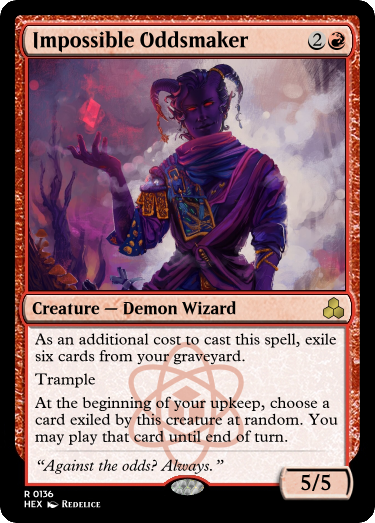 Impossible Oddsmaker 2
Creature — Demon Wizard
As an additional cost to cast this spell, exile
six cards from your graveyard.
Trample
At the beginning of your upkeep, choose a
card exiled by this creature at random. You
may play that card until end of turn.
“Against the odds? Always.”
5/5
R 0136
HEX Redelice